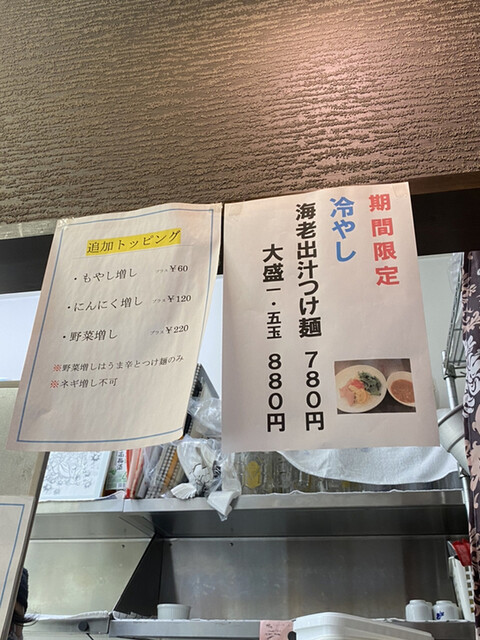 追加トッピング
・もやし増し プラス ¥60
・にんにく増し プラス ¥120
・野菜増し プラス ¥220
※野菜増しはうま辛とつけ麺のみ
※ネギ増し不可
期間限定
冷やし
海老出汁つけ麺 780円
大盛一・五玉 880円